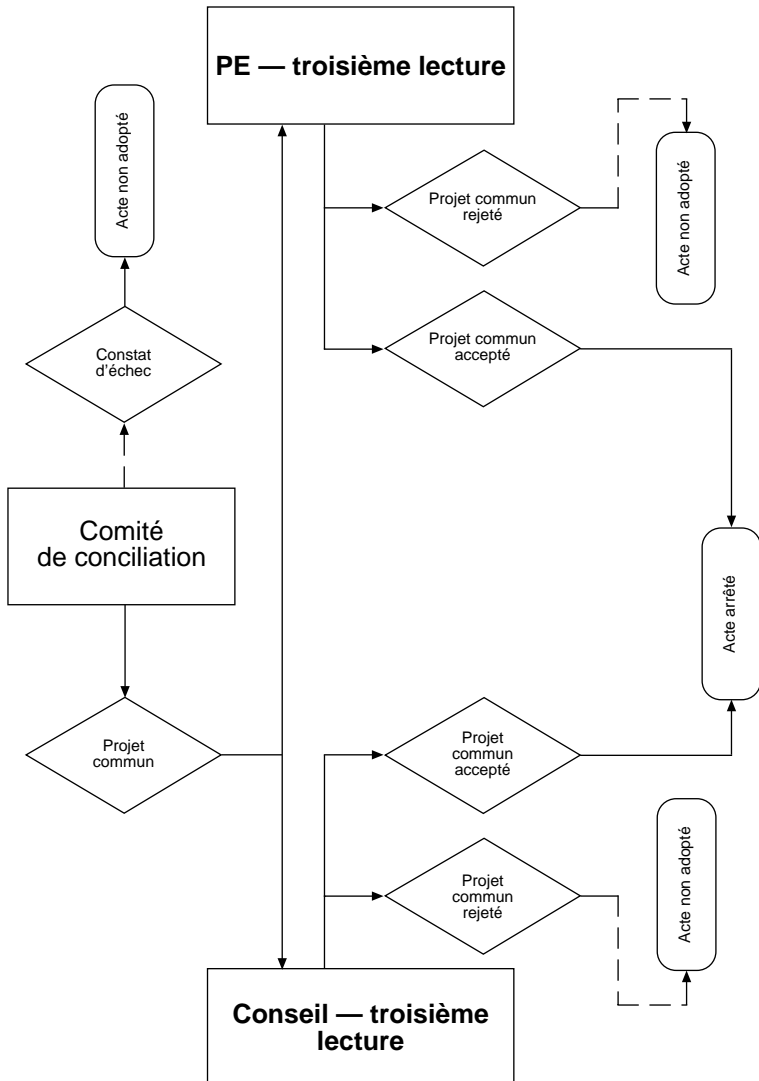 PE — troisième lecture
Acte non adopté
Projet commun
rejeté
Acte non adopté
Projet commun
accepté
Constat
d'échec
Comité
de conciliation
Acte arrêté
Projet
commun
Projet
commun
accepté
Projet
commun
rejeté
Acte non adopté
Conseil — troisième
lecture